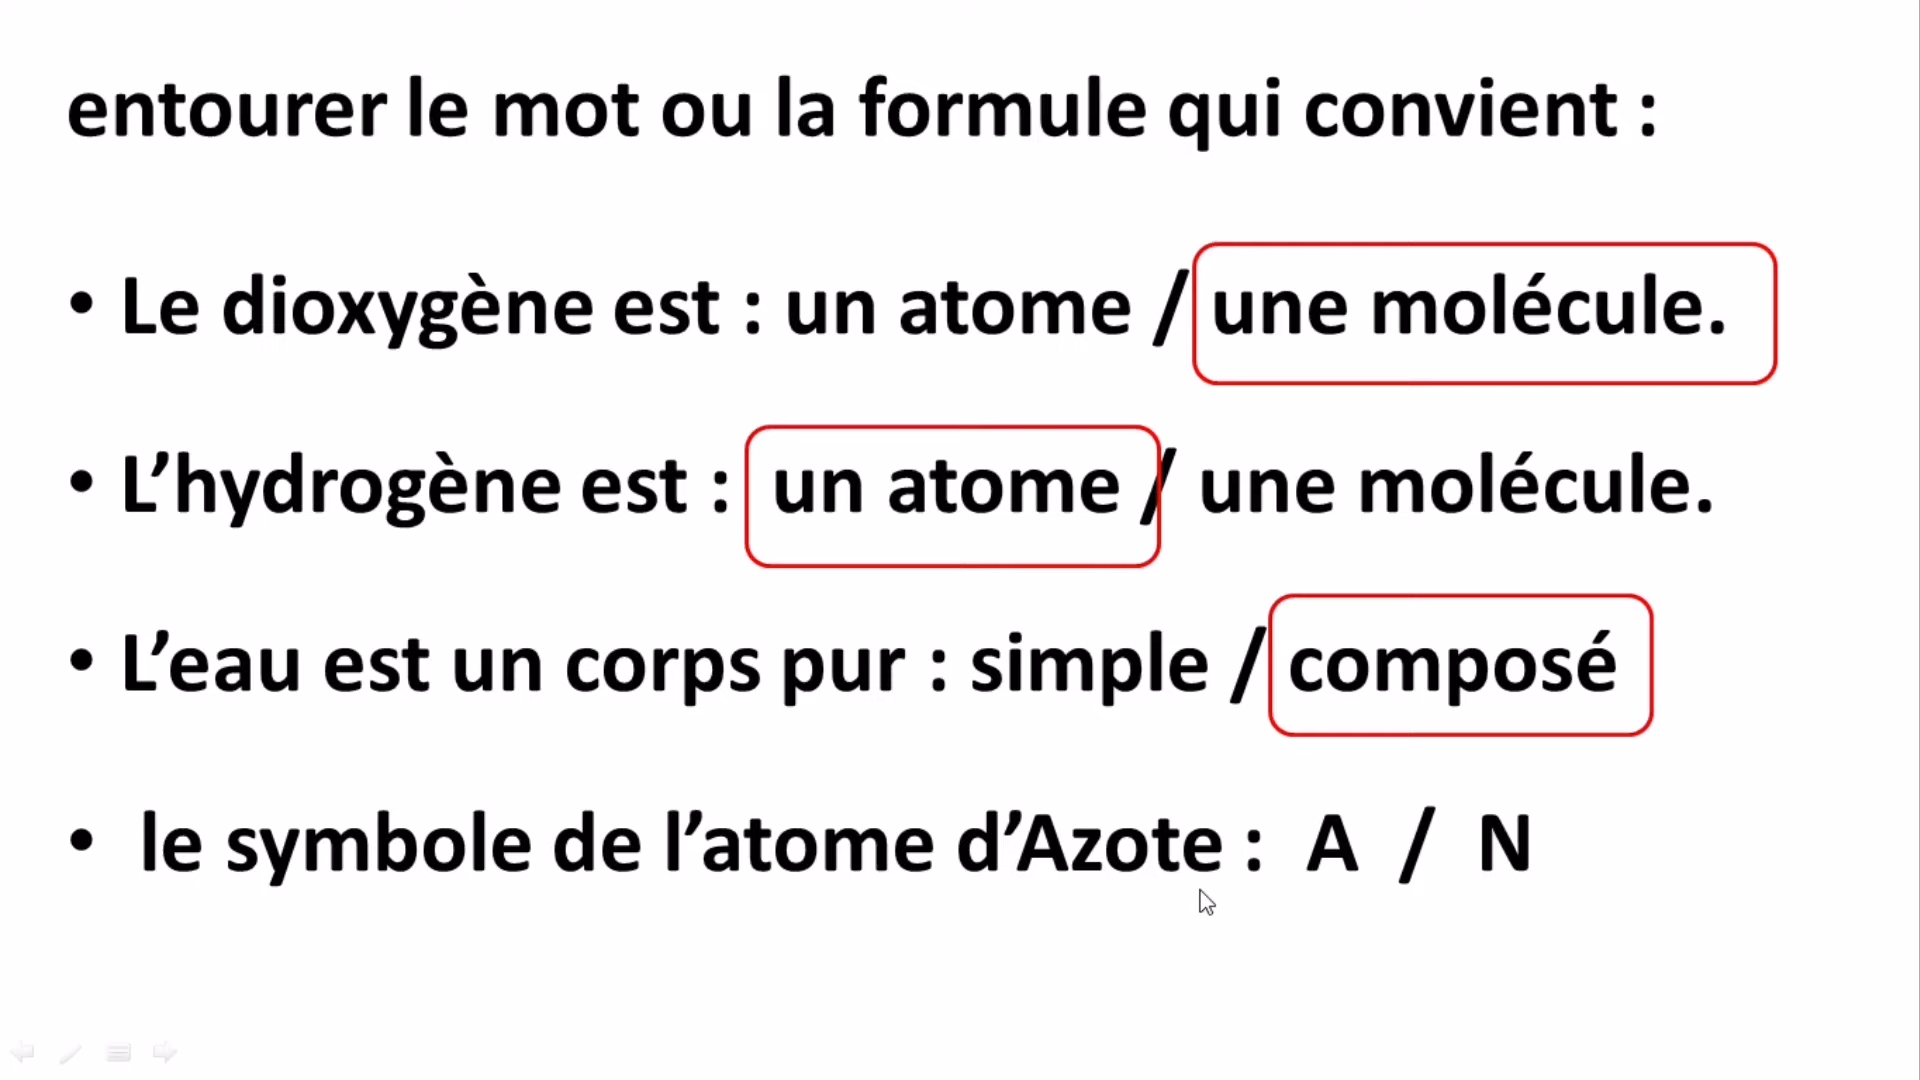 entourer le mot ou la formule qui convient :
• Le dioxygène est : un atome / une molécule.
• L’hydrogène est : un atome / une molécule.
• L’eau est un corps pur : simple / composé
• le symbole de l’atome d’Azote : A / N